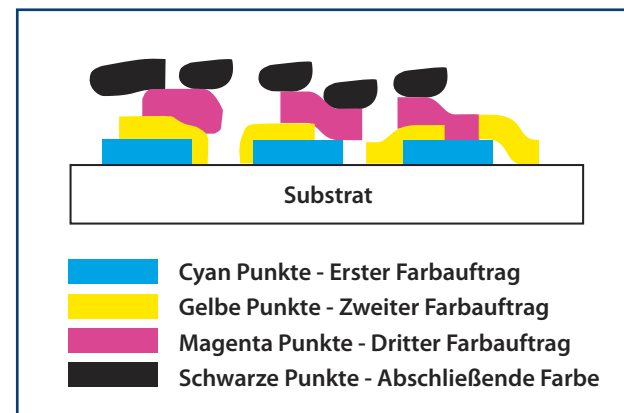 Substrat
Cyan Punkte - Erster Farbauftrag
Gelbe Punkte - Zweiter Farbauftrag
Magenta Punkte - Dritter Farbauftrag
Schwarze Punkte - Abschließende Farbe